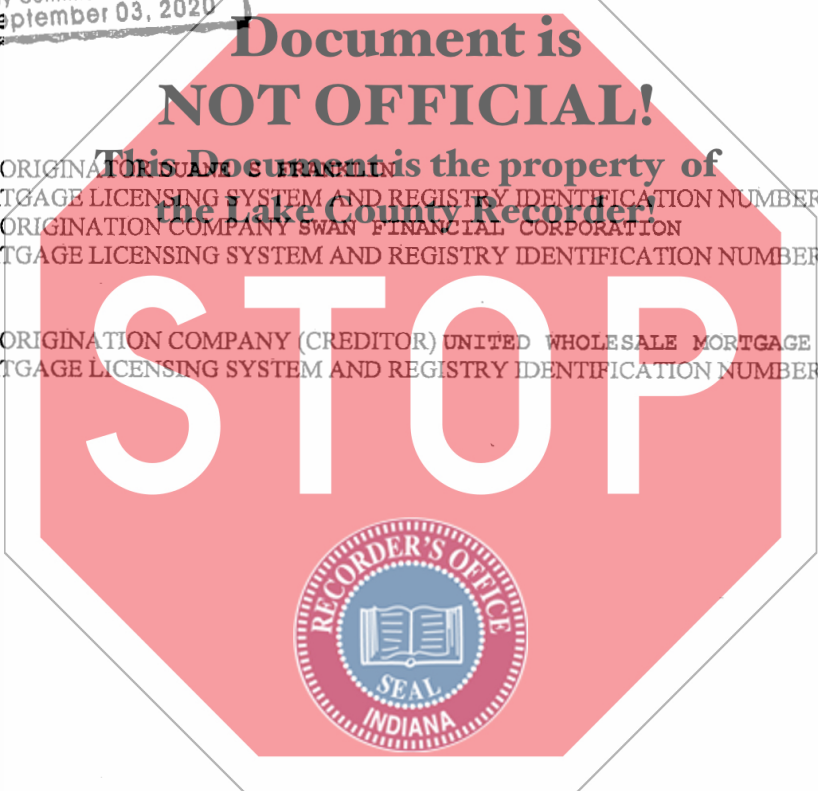 September 03, 2020
Document is
NOT OFFICIAL!
This Document is the property of
ORIGINATOR DUANE S FRANKLIN
TGAGE LICENSING SYSTEM AND REGISTRY IDENTIFICATION NUMBER
the Lake County Recorder!
ORIGINATION COMPANY SWAN FINANCIAL CORPORATION
TGAGE LICENSING SYSTEM AND REGISTRY IDENTIFICATION NUMBER
STOP
ORIGINATION COMPANY (CREDITOR) UNITED WHOLESALE MORTGAGE
TGAGE LICENSING SYSTEM AND REGISTRY IDENTIFICATION NUMBER
RECORDER'S OFFICE
SEAL
INDIANA